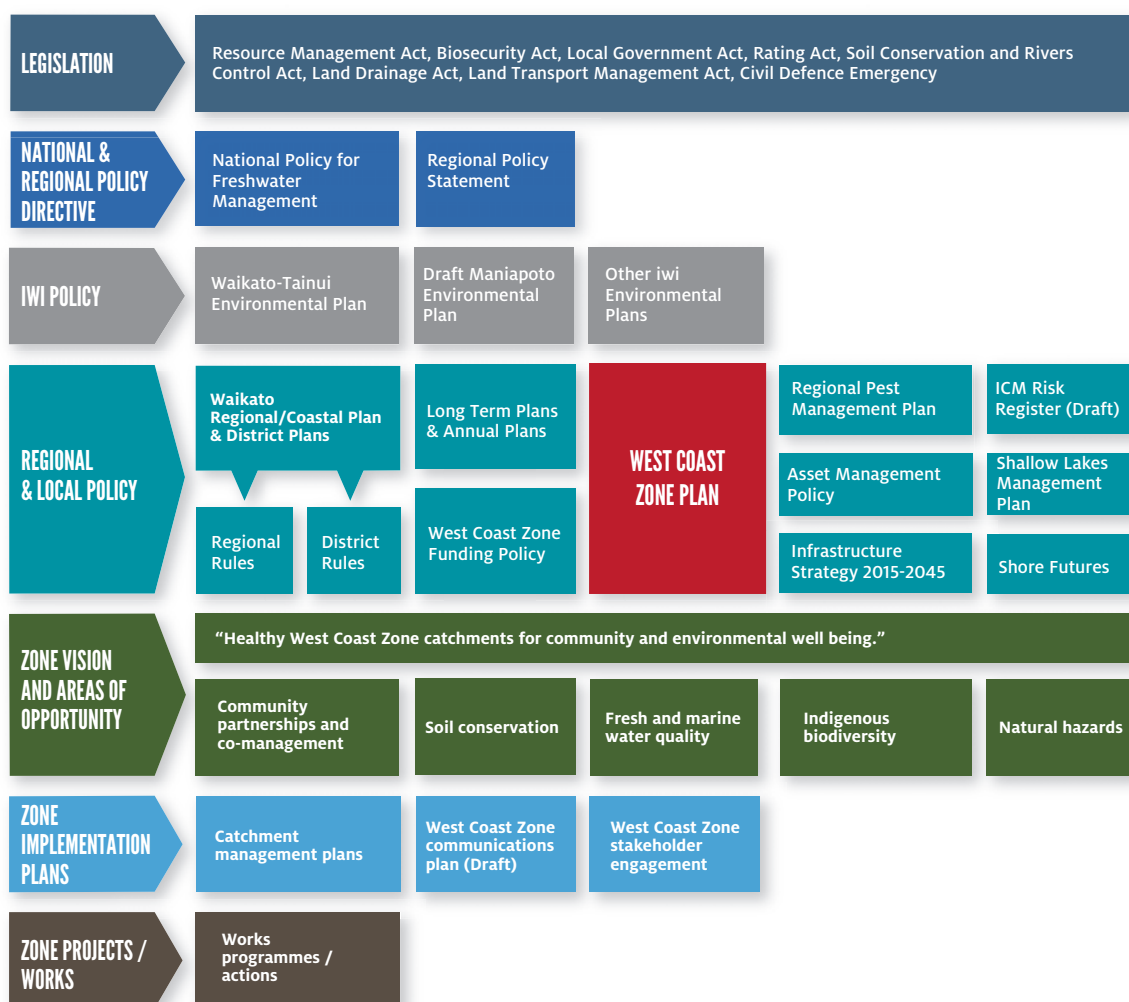 LEGISLATION
Resource Management Act, Biosecurity Act, Local Government Act, Rating Act, Soil Conservation and Rivers
Control Act, Land Drainage Act, Land Transport Management Act, Civil Defence Emergency
NATIONAL &
REGIONAL POLICY
DIRECTIVE
National Policy for
Freshwater
Management
Regional Policy
Statement
IWI POLICY
Waikato-Tainui
Environmental Plan
Draft Maniapoto
Environmental
Plan
Other iwi
Environmental
Plans
REGIONAL
& LOCAL POLICY
Waikato
Regional/Coastal Plan
& District Plans
Regional
Rules
District
Rules
Long Term Plans
& Annual Plans
West Coast Zone
Funding Policy
WEST COAST
ZONE PLAN
Regional Pest
Management Plan
ICM Risk
Register (Draft)
Asset Management
Policy
Shallow Lakes
Management
Plan
Infrastructure
Strategy 2015-2045
Shore Futures
ZONE VISION
AND AREAS OF
OPPORTUNITY
“Healthy West Coast Zone catchments for community and environmental well being.”
Community
partnerships and
co-management
Soil conservation
Fresh and marine
water quality
Indigenous
biodiversity
Natural hazards
ZONE
IMPLEMENTATION
PLANS
Catchment
management plans
West Coast Zone
communications
plan (Draft)
West Coast Zone
stakeholder
engagement
ZONE PROJECTS /
WORKS
Works
programmes /
actions